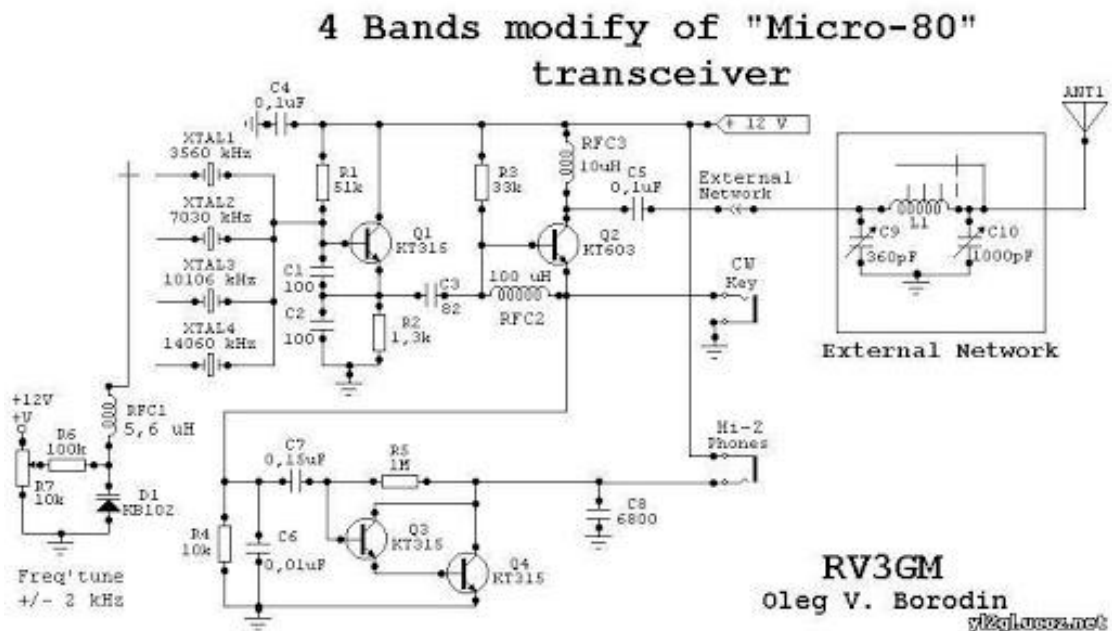 4 Bands modify of "Micro-80"
transceiver
C4
0,1uF
ANT1
+ 12 V
XTAL1
3560 kHz
RFC3
10uH
R1
51k
R3
33k
C5
0,1uF
External
Network
XTAL2
7030 kHz
L1
Q1
KT315
Q2
KT603
C9
360pF
C10
1000pF
XTAL3
10106 kHz
C1
100
100 uH
RFC2
CW
Key
C3
82
C2
100
R2
1,3k
XTAL4
14060 kHz
External Network
+12V
+V
RFC1
5,6 uH
R6
100k
Hi-Z
Phones
C7
0,15uF
R5
1M
R7
10k
D1
KB102
C8
6800
Q3
KT315
R4
10k
C6
0,01uF
Q4
KT315
Freq'tune
+/- 2 kHz
RV3GM
Oleg V. Borodin
yl2gl.ucoz.net